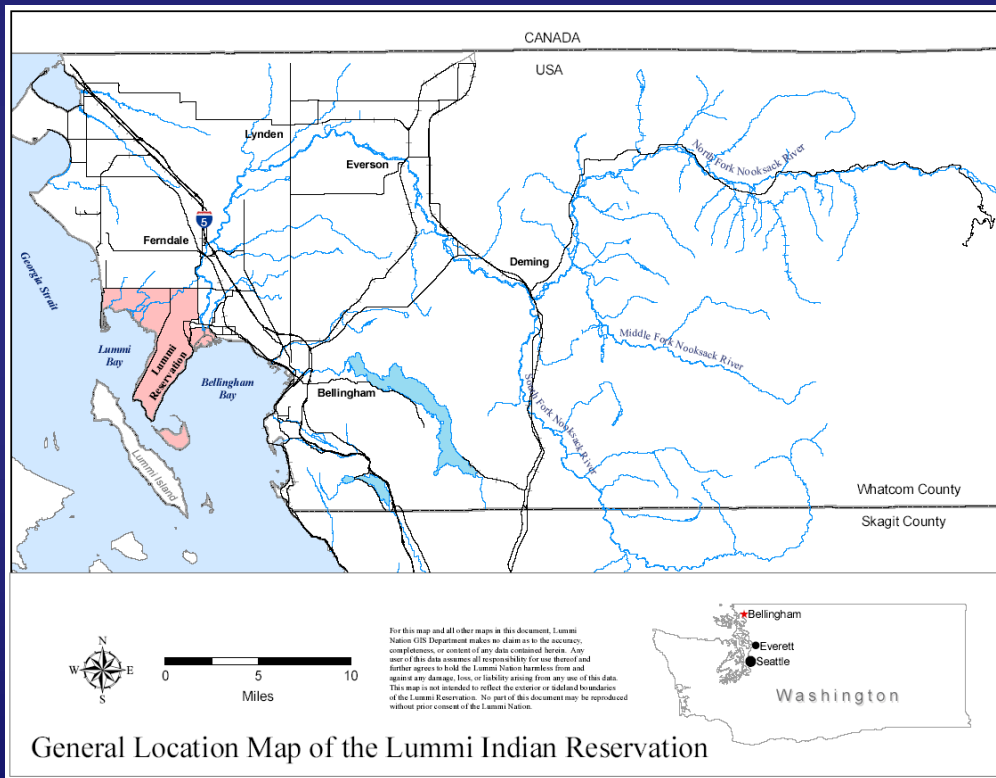 CANADA
USA
Lynden
Everson
North Fork Nooksack River
5
Ferndale
Deming
Georgia Strait
Middle Fork Nooksack River
Lummi
Bay
Lummi
Reservation
Bellingham
Bay
Bellingham
South Fork Nooksack River
Lummi Island
Whatcom County
Skagit County
N
W E
S
0 5 10
Miles
For this map and all other maps in this document, Lummi
Nation GIS Department makes no claim as to the accuracy,
completeness, or content of any data contained herein. Any
user of this data assumes all responsibility for use thereof and
further agrees to hold the Lummi Nation harmless from and
against any damage, loss, or liability arising from any use of this data.
This map is not intended to reflect the exterior or tideland boundaries
of the Lummi Reservation. No part of this document may be reproduced
without prior consent of the Lummi Nation.
Bellingham
Everett
Seattle
Washington
General Location Map of the Lummi Indian Reservation